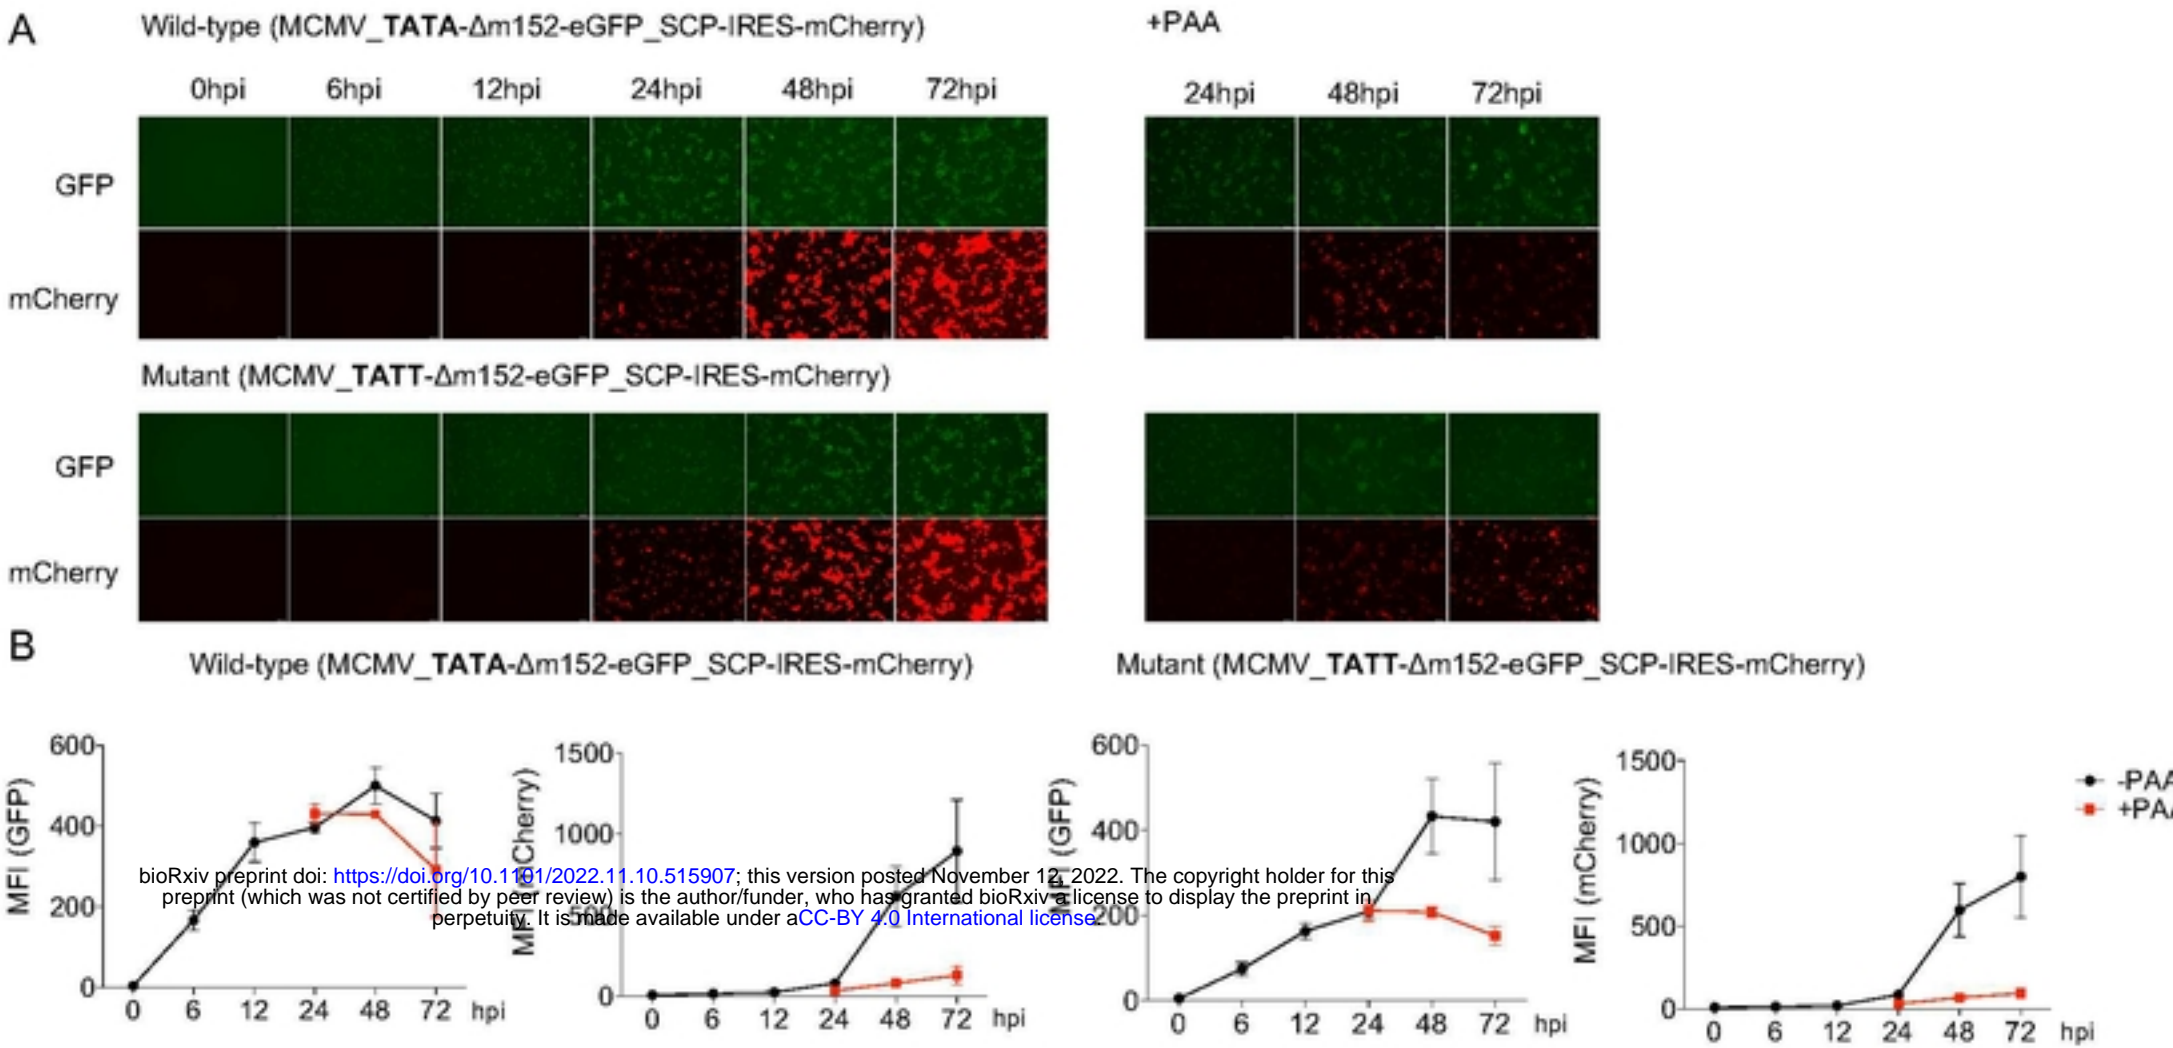 A
Wild-type (MCMV_TATA-Δm152-eGFP_SCP-IRES-mCherry)
+PAA
0hpi 6hpi 12hpi 24hpi 48hpi 72hpi
24hpi 48hpi 72hpi
GFP
mCherry
Mutant (MCMV_TATT-Δm152-eGFP_SCP-IRES-mCherry)
GFP
mCherry
B
Wild-type (MCMV_TATA-Δm152-eGFP_SCP-IRES-mCherry)
Mutant (MCMV_TATT-Δm152-eGFP_SCP-IRES-mCherry)
MFI (GFP)
600
400
200
0
0 6 12 24 48 72 hpi
MFI (mCherry)
1500
1000
500
0
0 6 12 24 48 72 hpi
MFI (GFP)
600
400
200
0
0 6 12 24 48 72 hpi
MFI (mCherry)
1500
1000
500
0
0 6 12 24 48 72 hpi
-PAA
+PAA
bioRxiv preprint doi: https://doi.org/10.1101/2022.11.10.515907; this version posted November 12, 2022. The copyright holder for this
preprint (which was not certified by peer review) is the author/funder, who has granted bioRxiv a license to display the preprint in
perpetuity. It is made available under aCC-BY 4.0 International license.